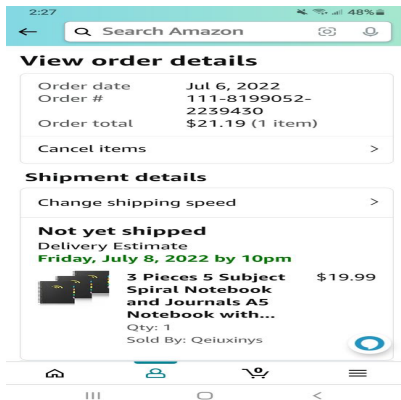 2:27
48%
Search Amazon
View order details
Order date Jul 6, 2022
Order # 111-8199052-
2239430
Order total $21.19 (1 item)
Cancel items >
Shipment details
Change shipping speed >
Not yet shipped
Delivery Estimate
Friday, July 8, 2022 by 10pm
3 Pieces 5 Subject $19.99
Spiral Notebook
and Journals A5
Notebook with...
Qty: 1
Sold By: Qeiuxinys
0